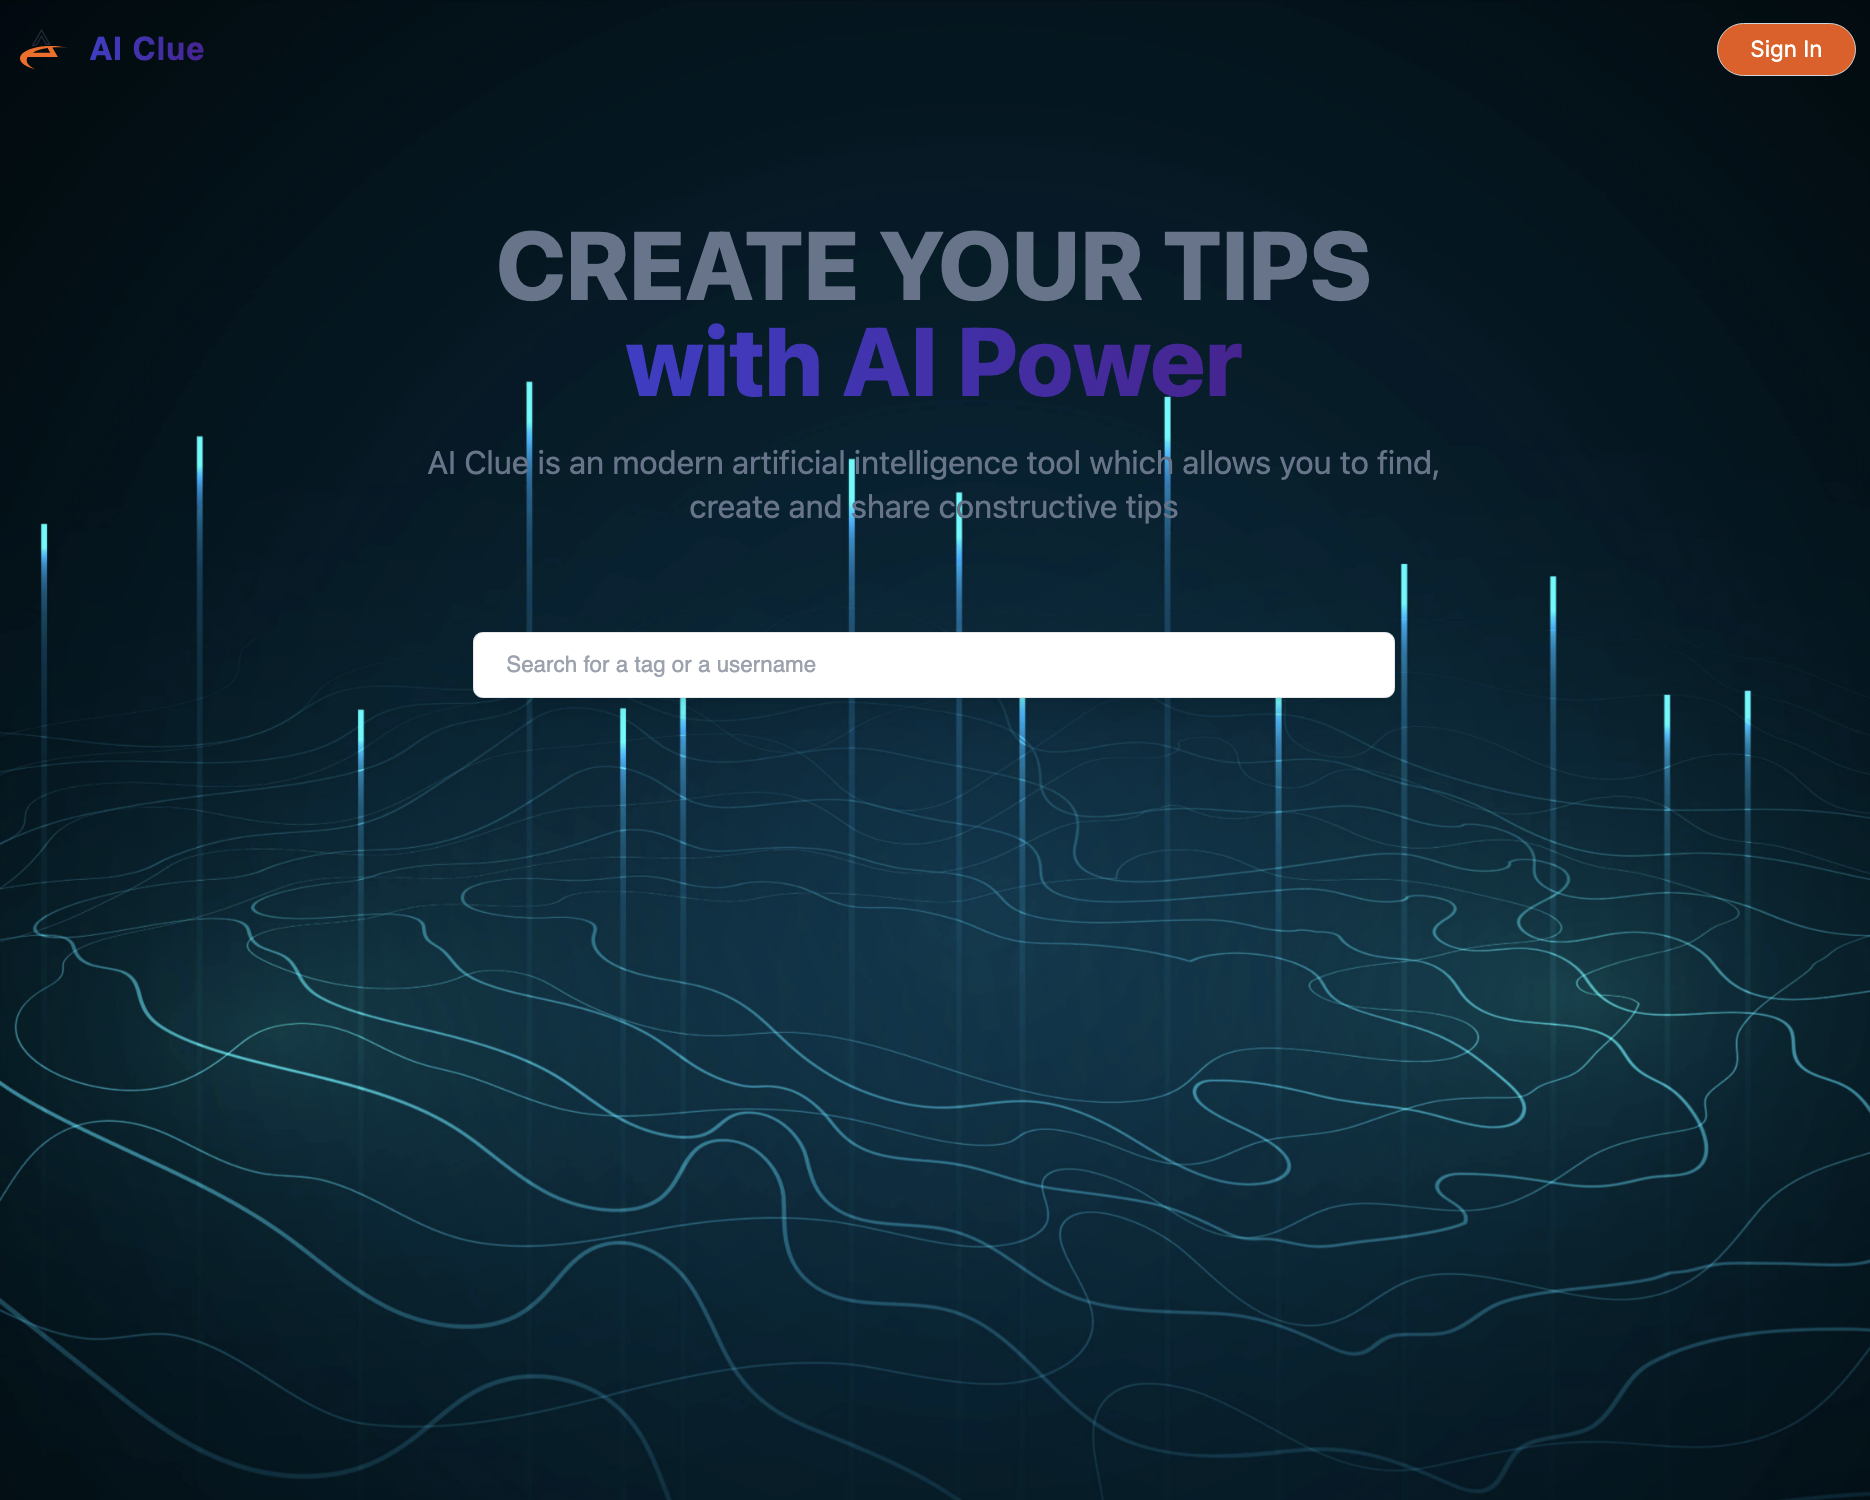 AI Clue
Sign In
CREATE YOUR TIPS
with AI Power
AI Clue is an modern artificial intelligence tool which allows you to find,
create and share constructive tips
Search for a tag or a username